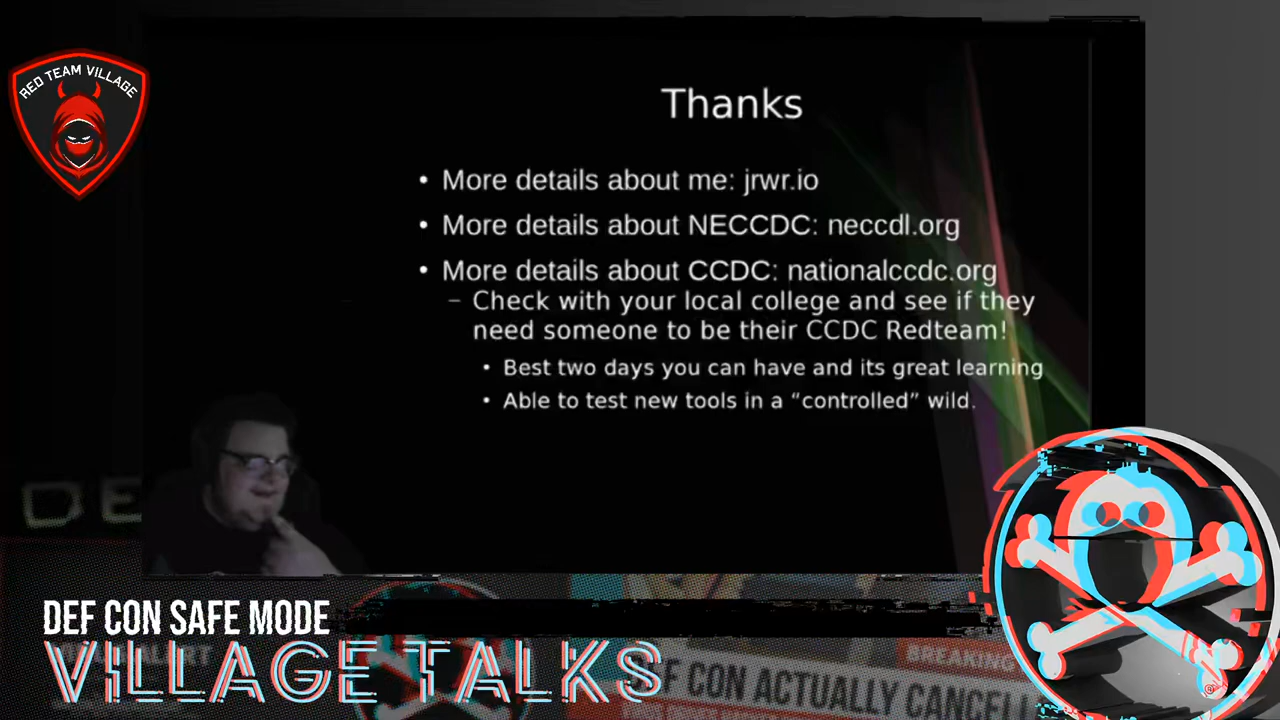 RED TEAM VILLAGE
Thanks
• More details about me: jrwr.io
• More details about NECCDC: neccdl.org
• More details about CCDC: nationalccdc.org
– Check with your local college and see if they
need someone to be their CCDC Redteam!
• Best two days you can have and its great learning
• Able to test new tools in a “controlled” wild.
DE
DEF CON SAFE MODE
VILLAGE TALKS
BREAKING
DEF CON ACTUALLY CANCELL